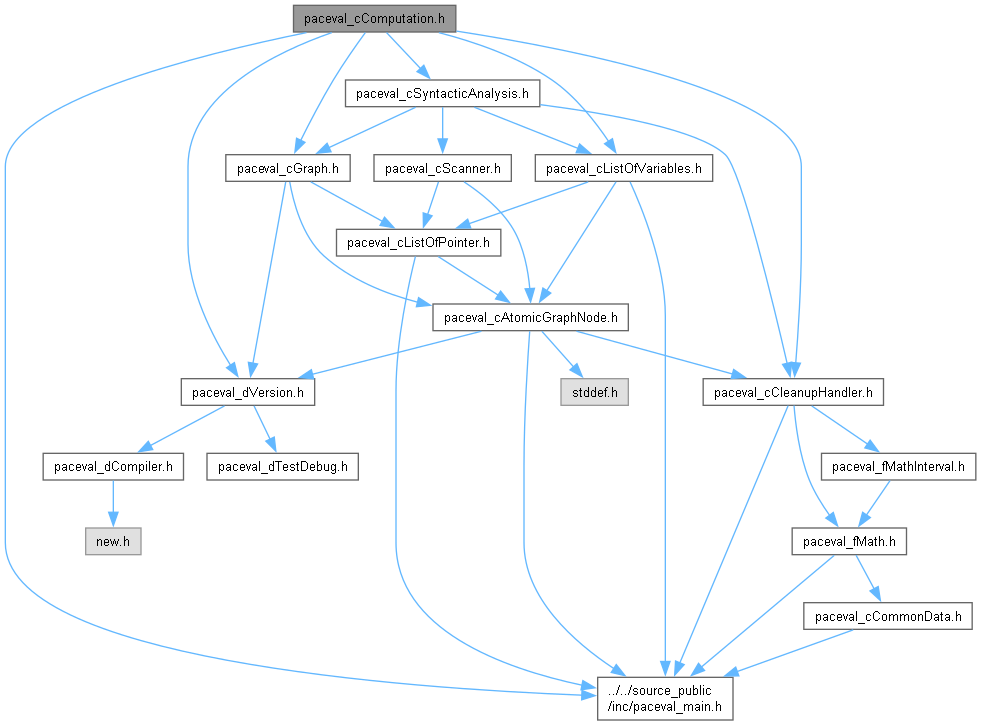 paceval_cComputation.h
paceval_cSyntacticAnalysis.h
paceval_cGraph.h
paceval_cScanner.h
paceval_cListOfVariables.h
paceval_cListOfPointer.h
paceval_cAtomicGraphNode.h
paceval_dVersion.h
stddef.h
paceval_cCleanupHandler.h
paceval_dCompiler.h
paceval_dTestDebug.h
paceval_fMathInterval.h
new.h
paceval_fMath.h
paceval_cCommonData.h
../../source_public
/inc/paceval_main.h